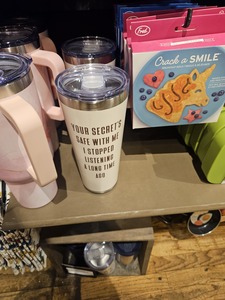 YOUR SECRET'S
SAFE WITH ME
I STOPPED
LISTENING
A LONG TIME
AGO
Fred
Crack a SMILE